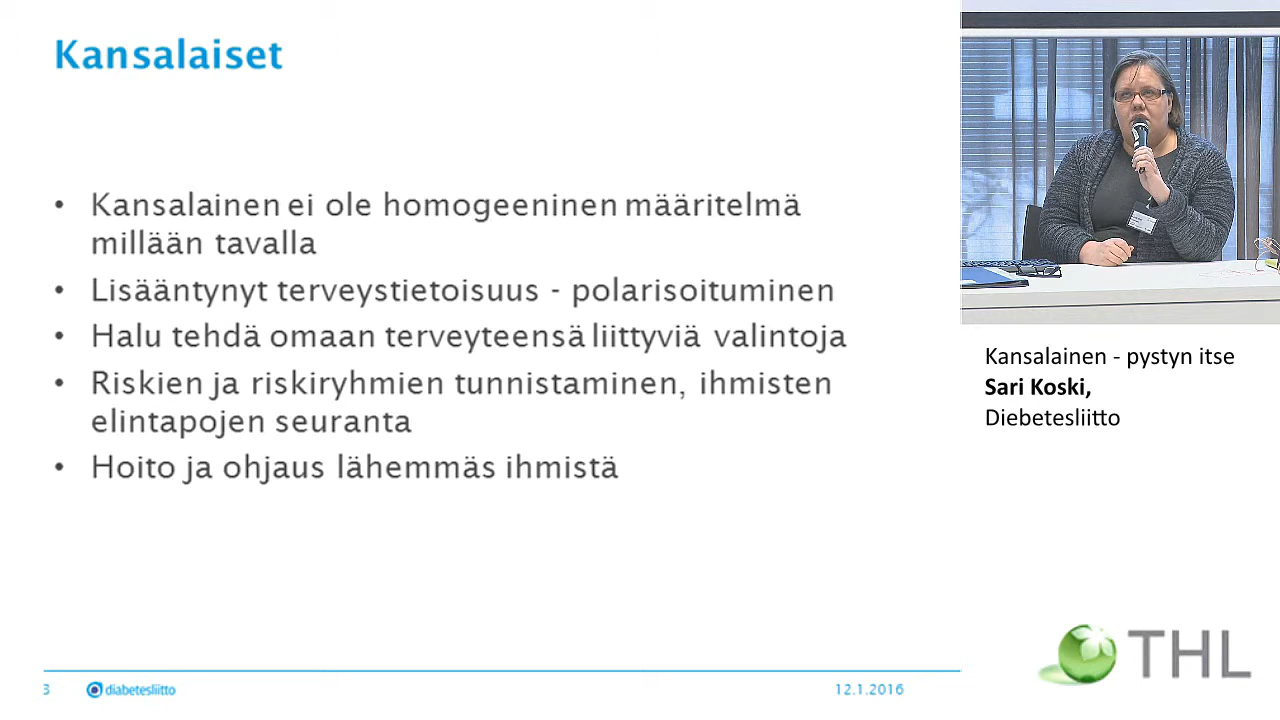 Kansalaiset
• Kansalainen ei ole homogeeninen määritelmä
millään tavalla
• Lisääntynyt terveystietoisuus - polarisoituminen
• Halu tehdä omaan terveyteensä liittyviä valintoja
• Riskien ja riskiryhmien tunnistaminen, ihmisten
elintapojen seuranta
• Hoito ja ohjaus lähemmäs ihmistä
3 diabetesliitto 12.1.2016
Kansalainen - pystyn itse
Sari Koski,
Diebetesliitto
THL